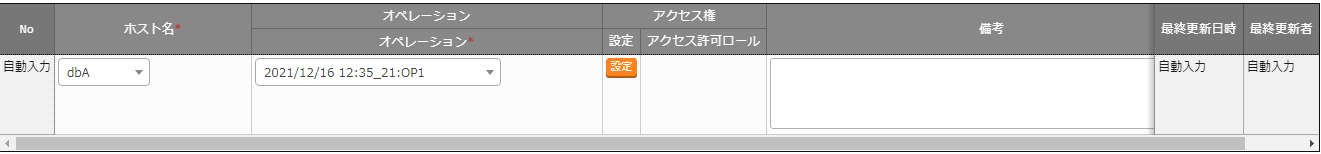 No
ホスト名*
オペレーション
オペレーション*
アクセス権
設定
アクセス許可ロール
備考
最終更新日時
最終更新者
自動入力
dbA
2021/12/16 12:35_21:OP1
設定
自動入力
自動入力